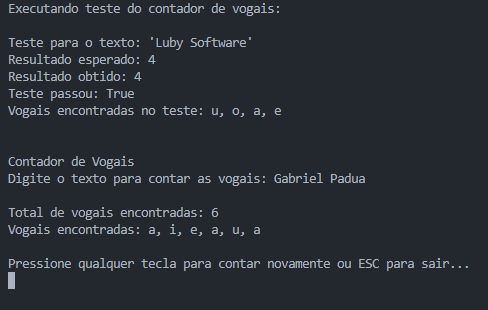 Executando teste do contador de vogais:
Teste para o texto: 'Luby Software'
Resultado esperado: 4
Resultado obtido: 4
Teste passou: True
Vogais encontradas no teste: u, o, a, e
Contador de Vogais
Digite o texto para contar as vogais: Gabriel Padua
Total de vogais encontradas: 6
Vogais encontradas: a, i, e, a, u, a
Pressione qualquer tecla para contar novamente ou ESC para sair...